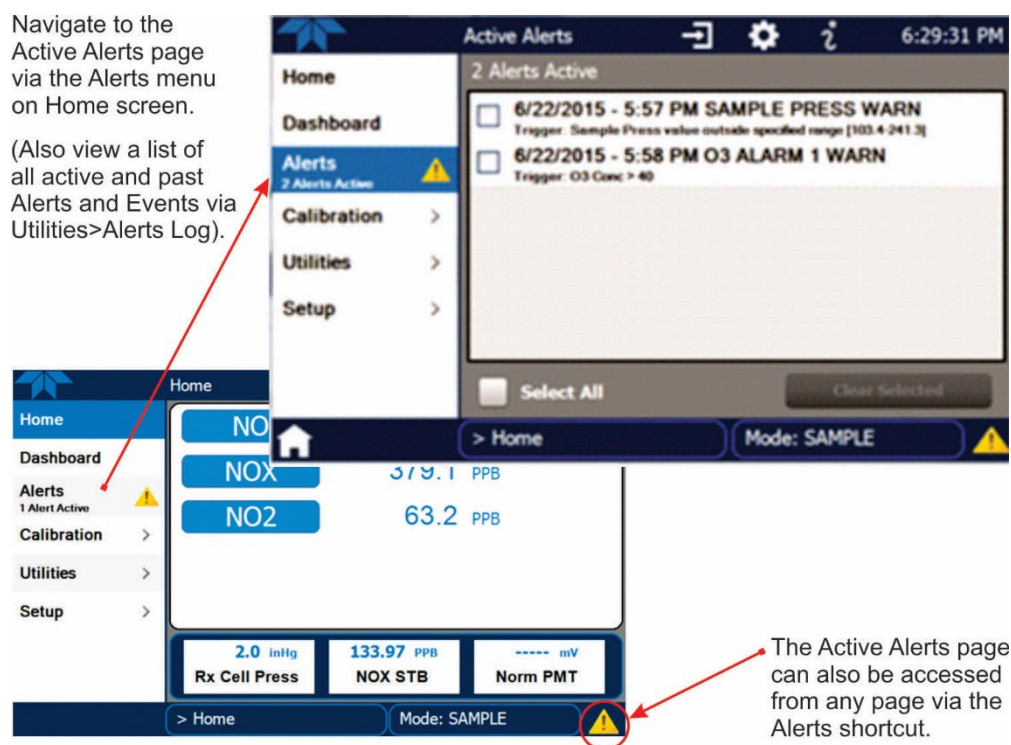 Navigate to the
Active Alerts page
via the Alerts menu
on Home screen.
(Also view a list of
all active and past
Alerts and Events via
Utilities>Alerts Log).
Active Alerts
6:29:31 PM
Home
Dashboard
Alerts
2 Alerts Active
Calibration >
Utilities >
Setup >
2 Alerts Active
6/22/2015 - 5:57 PM SAMPLE PRESS WARN
Trigger: Sample Press value outside specified range [103.4-241.3]
6/22/2015 - 5:58 PM O3 ALARM 1 WARN
Trigger: O3 Conc > 40
Select All
Clear Selected
> Home
Mode: SAMPLE
Home
Home
Dashboard
Alerts
1 Alert Active
Calibration >
Utilities >
Setup >
NO
NOX 379.1 PPB
NO2 63.2 PPB
2.0 inHg
Rx Cell Press
133.97 PPB
NOX STB
----- mV
Norm PMT
> Home
Mode: SAMPLE
The Active Alerts page
can also be accessed
from any page via the
Alerts shortcut.